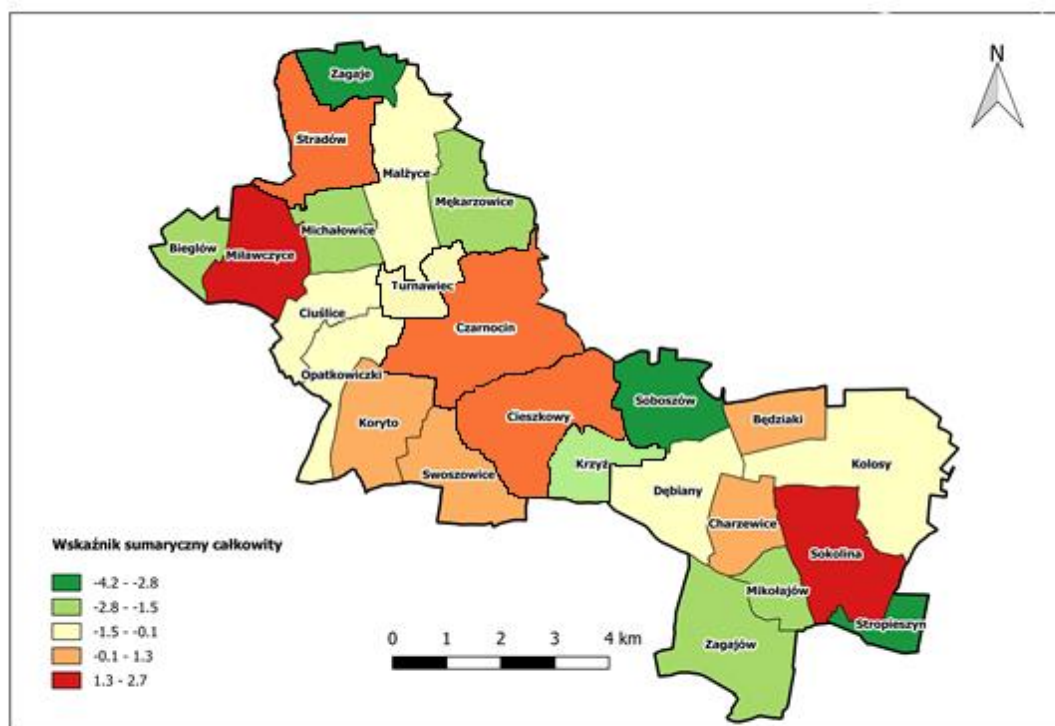 N
Zagaje
Stradów
Malżyce
Mękarzowice
Michałowice
Bieglów
Miławczyce
Turnawiec
Ciuślice
Czarnocin
Opatkowiczki
Koryto
Cieszkowy
Soboszów
Będziaki
Swoszowice
Krzyż
Kolosy
Dębiany
Charzewice
Sokolina
Mikołajów
Stropieszyn
Zagajów
Wskaźnik sumaryczny całkowity
-4.2 - -2.8
-2.8 - -1.5
-1.5 - -0.1
-0.1 - 1.3
1.3 - 2.7
0 1 2 3 4 km